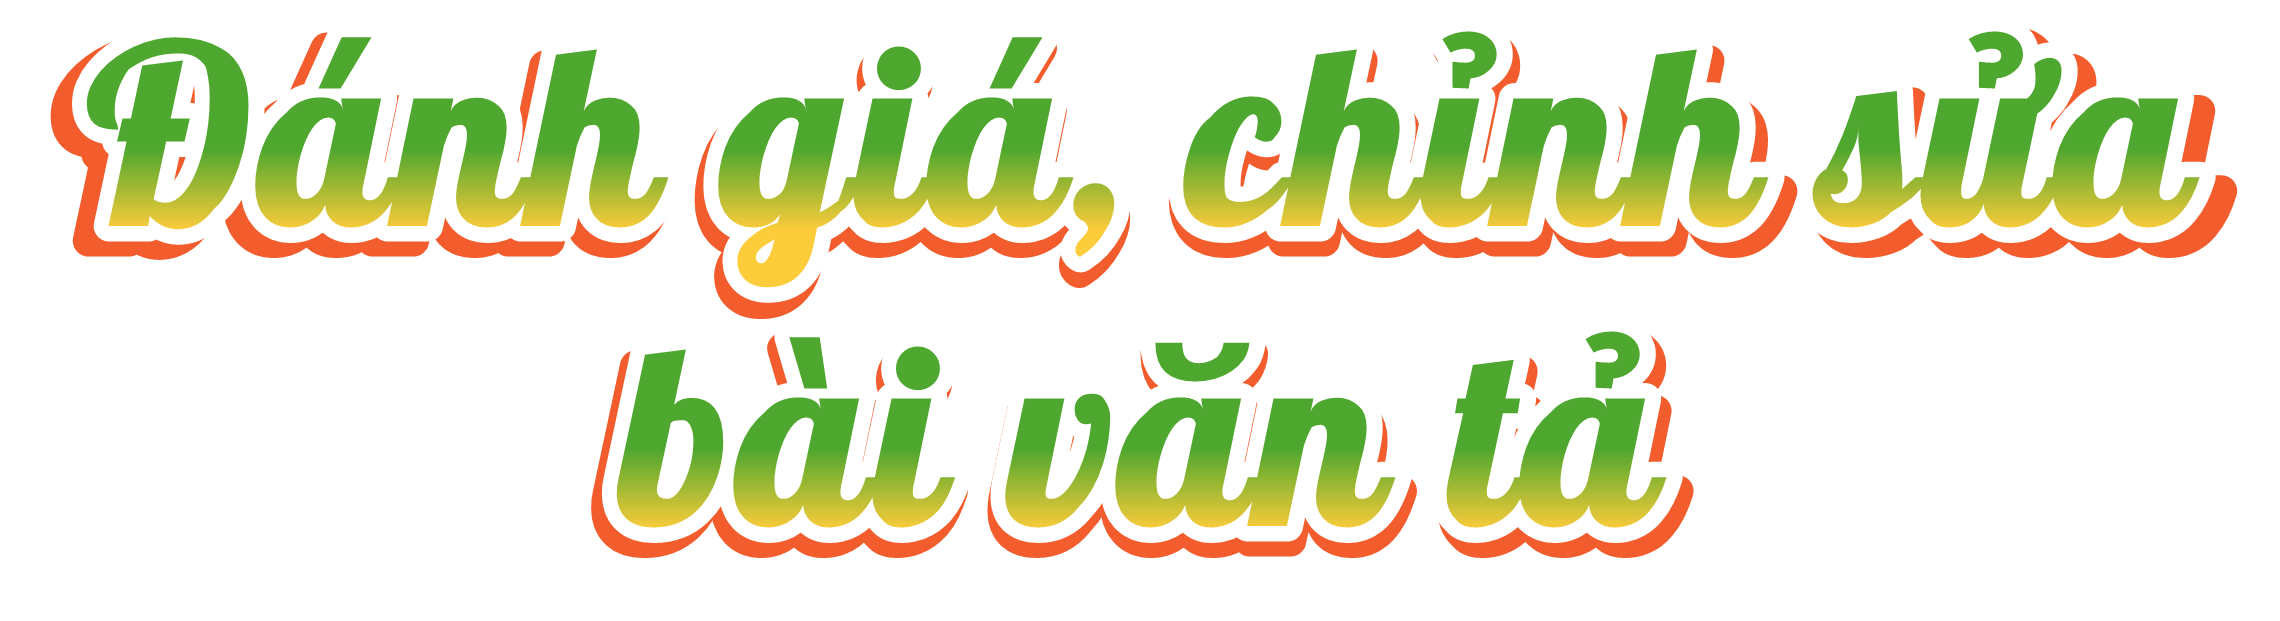 Đánh giá, chỉnh sửa
bài văn tả